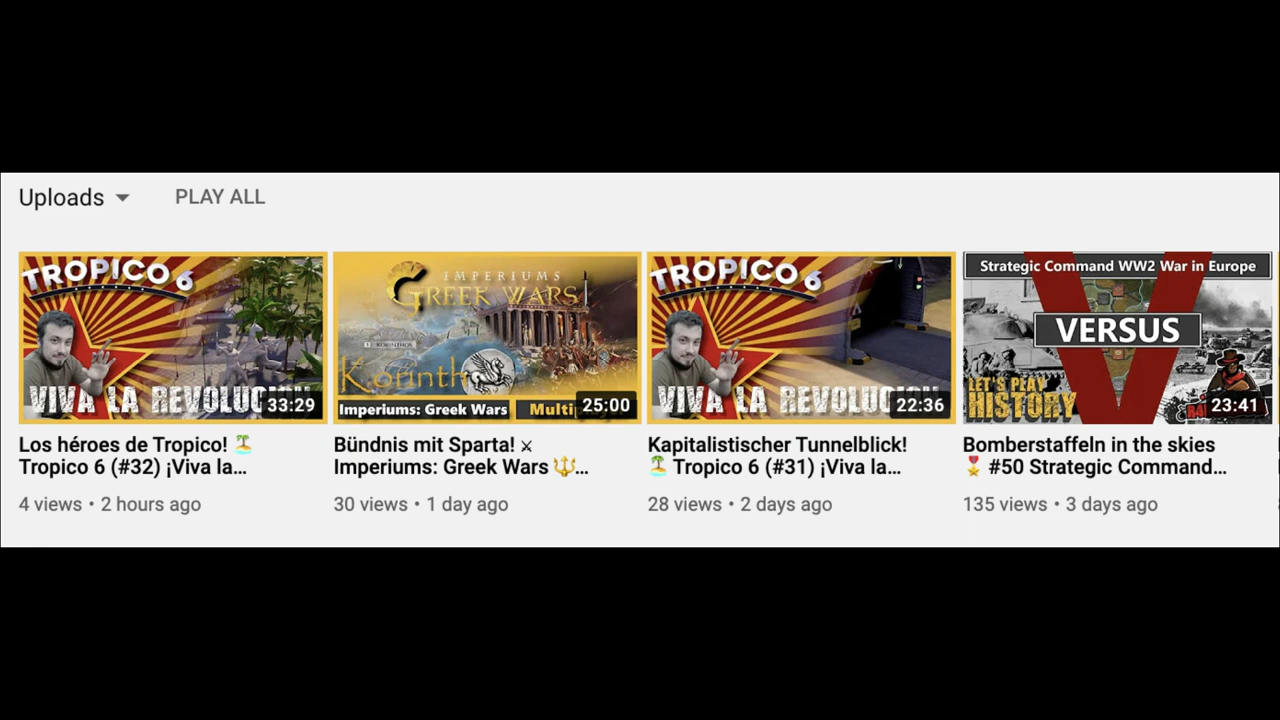 Uploads PLAY ALL
TROPICO 6
VIVA LA REVOLUCION
33:29
IMPERIUMS
GREEK WARS
KORINTHOS
Korinth
Imperiums: Greek Wars
25:00
TROPICO 6
VIVA LA REVOLUCION
22:36
Strategic Command WW2 War in Europe
VERSUS
LET'S PLAY
HISTORY
23:41
Los héroes de Tropico! 🏝️
Tropico 6 (#32) ¡Viva la…
4 views • 2 hours ago
Bündnis mit Sparta! ⚔
Imperiums: Greek Wars 🔱…
30 views • 1 day ago
Kapitalistischer Tunnelblick!
🏝️ Tropico 6 (#31) ¡Viva la…
28 views • 2 days ago
Bomberstaffeln in the skies
🎖️ #50 Strategic Command…
135 views • 3 days ago